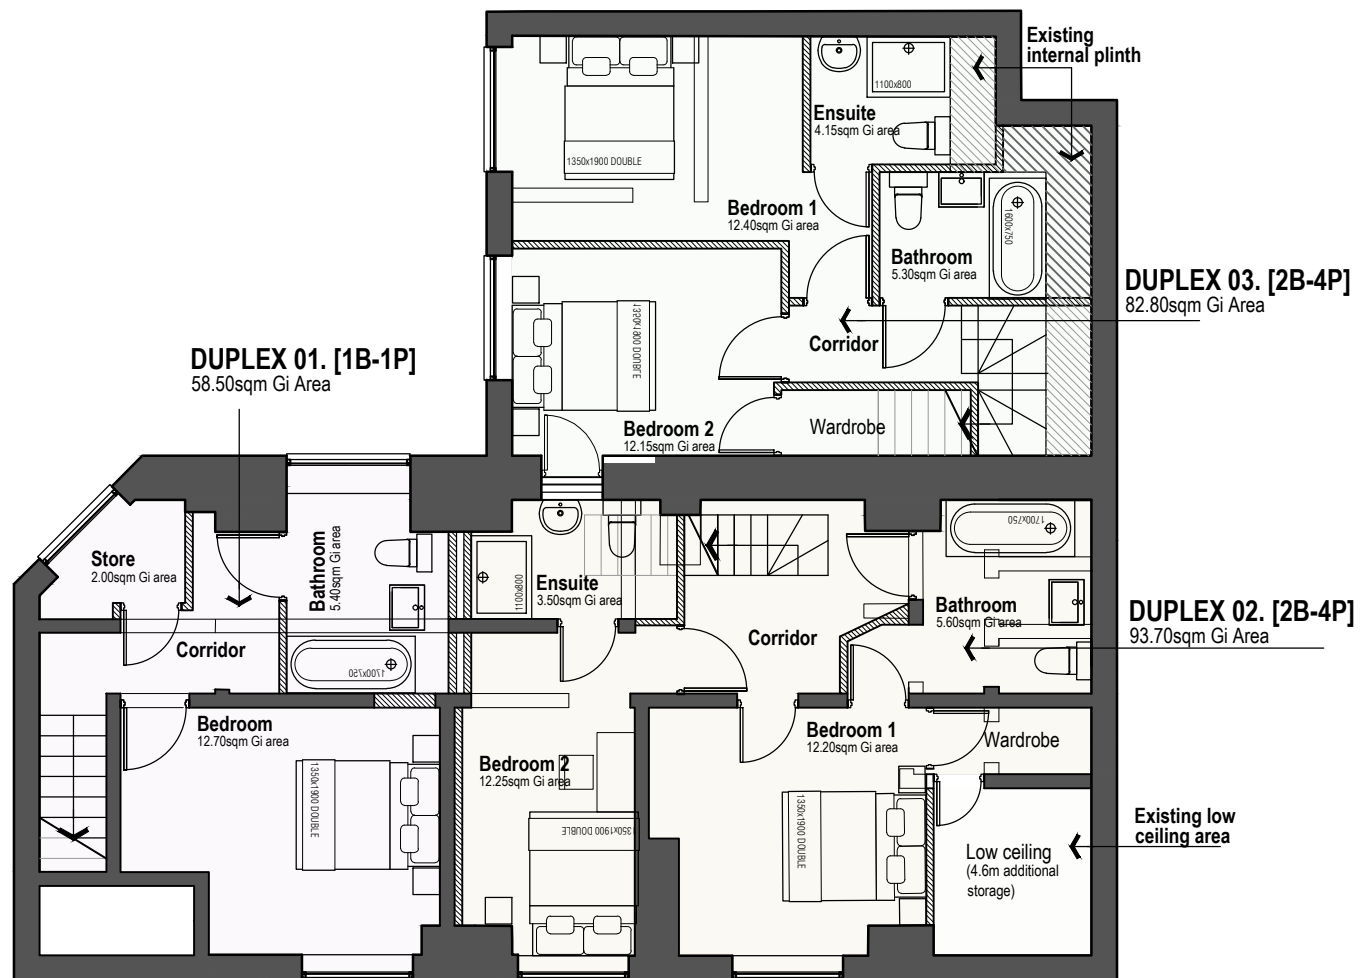 Existing
internal plinth
1100x800
Ensuite
4.15sqm Gi area
1350x1900 DOUBLE
Bedroom 1
12.40sqm Gi area
1600x750
Bathroom
5.30sqm Gi area
DUPLEX 03. [2B-4P]
82.80sqm Gi Area
1350x1900 DOUBLE
Corridor
DUPLEX 01. [1B-1P]
58.50sqm Gi Area
Bedroom 2
12.15sqm Gi area
Wardrobe
Store
2.00sqm Gi area
Bathroom
5.40sqm Gi area
1100x800
Ensuite
3.50sqm Gi area
1700x750
Bathroom
5.60sqm Gi area
DUPLEX 02. [2B-4P]
93.70sqm Gi Area
Corridor
Corridor
1700x750
Bedroom
12.70sqm Gi area
Bedroom 1
12.20sqm Gi area
Wardrobe
Bedroom 2
12.25sqm Gi area
1350x1900 DOUBLE
1350x1900 DOUBLE
1350x1900 DOUBLE
Existing low
ceiling area
Low ceiling
(4.6m additional
storage)